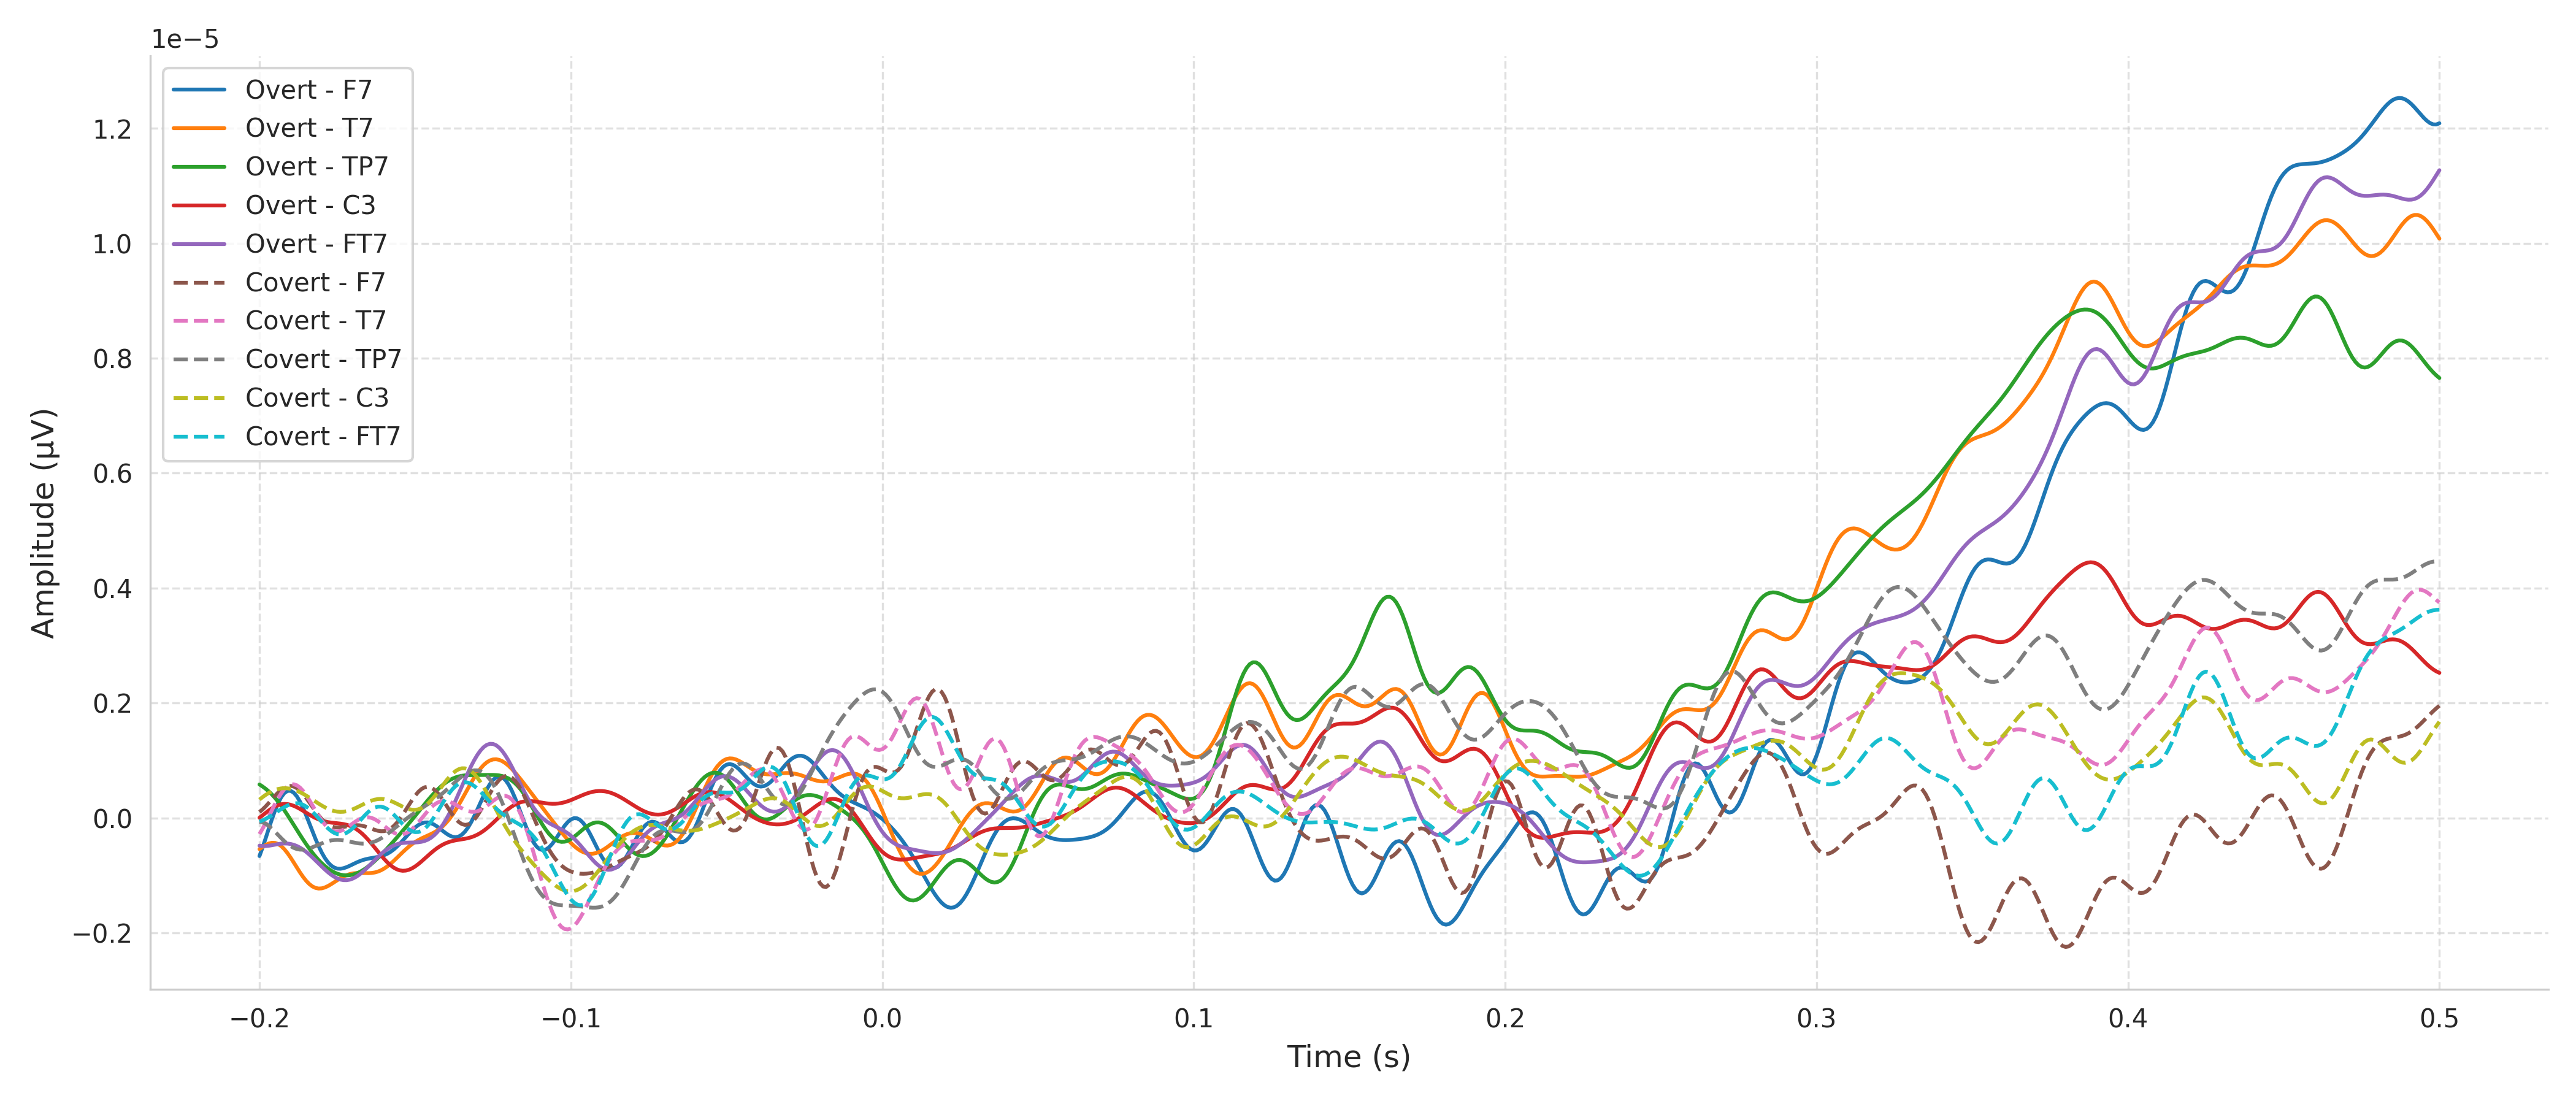 1e−5
Overt - F7
Overt - T7
Overt - TP7
Overt - C3
Overt - FT7
Covert - F7
Covert - T7
Covert - TP7
Covert - C3
Covert - FT7
1.2
1.0
0.8
0.6
0.4
0.2
0.0
−0.2
Amplitude (µV)
−0.2 −0.1 0.0 0.1 0.2 0.3 0.4 0.5
Time (s)